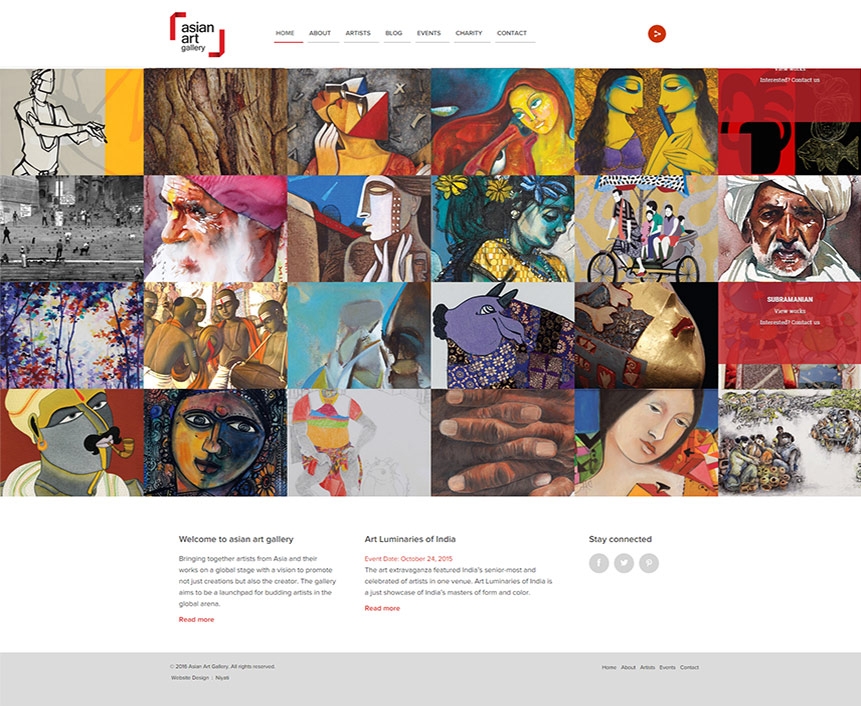 asian
art
gallery
HOME ABOUT ARTISTS BLOG EVENTS CHARITY CONTACT
View works
Interested? Contact us
SUBRAMANIAN
View works
Interested? Contact us
Welcome to asian art gallery
Bringing together artists from Asia and their
works on a global stage with a vision to promote
not just creations but also the creator. The gallery
aims to be a launchpad for budding artists in the
global arena.
Read more
Art Luminaries of India
Event Date: October 24, 2015
The art extravaganza featured India's senior-most and
celebrated of artists in one venue. Art Luminaries of India is
a just showcase of India's masters of form and color.
Read more
Stay connected
© 2016 Asian Art Gallery. All rights reserved.
Website Design | Niyati
Home About Artists Events Contact